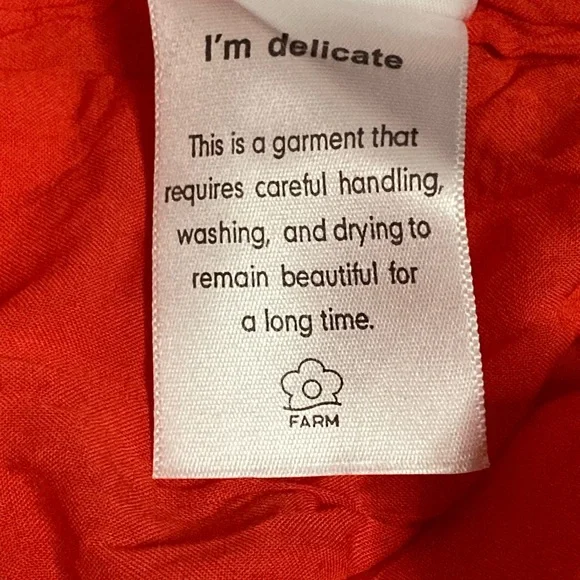 I'm delicate
This is a garment that
requires careful handling,
washing, and drying to
remain beautiful for
a long time.
FARM